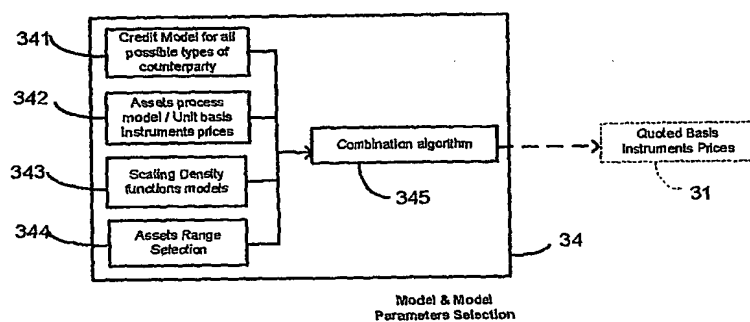 341
Credit Model for all
possible types of
counterparty
342
Assets process
model / Unit basis
Instruments prices
343
Scaling Density
functions models
344
Assets Range
Selection
Combination algorithm
345
Quoted Basis
Instruments Prices
31
34
Model & Model
Parameters Selection